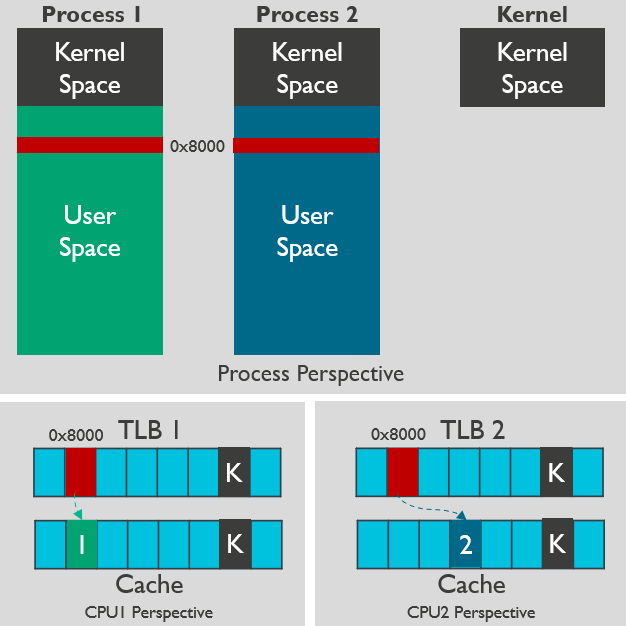 Process 1
Process 2
Kernel
Kernel
Space
Kernel
Space
Kernel
Space
0x8000
User
Space
User
Space
Process Perspective
0x8000
TLB 1
K
1
K
Cache
CPU1 Perspective
0x8000
TLB 2
K
2
K
Cache
CPU2 Perspective